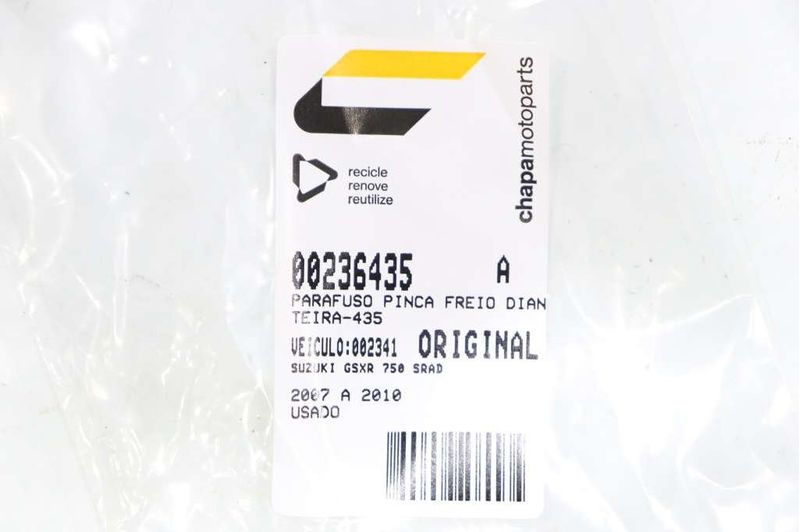 chapamotoparts
recicle
renove
reutilize
00236435 A
PARAFUSO PINCA FREIO DIAN
TEIRA-435
VEICULO:002341 ORIGINAL
SUZUKI GSXR 750 SRAD
2007 A 2010
USADO